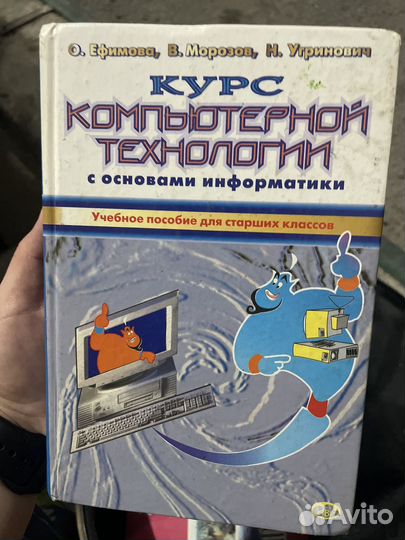 О. Ефимова, В. Морозов, Н. Угринович
КУРС
КОМПЬЮТЕРНОЙ
ТЕХНОЛОГИИ
с основами информатики
Учебное пособие для старших классов
Avito